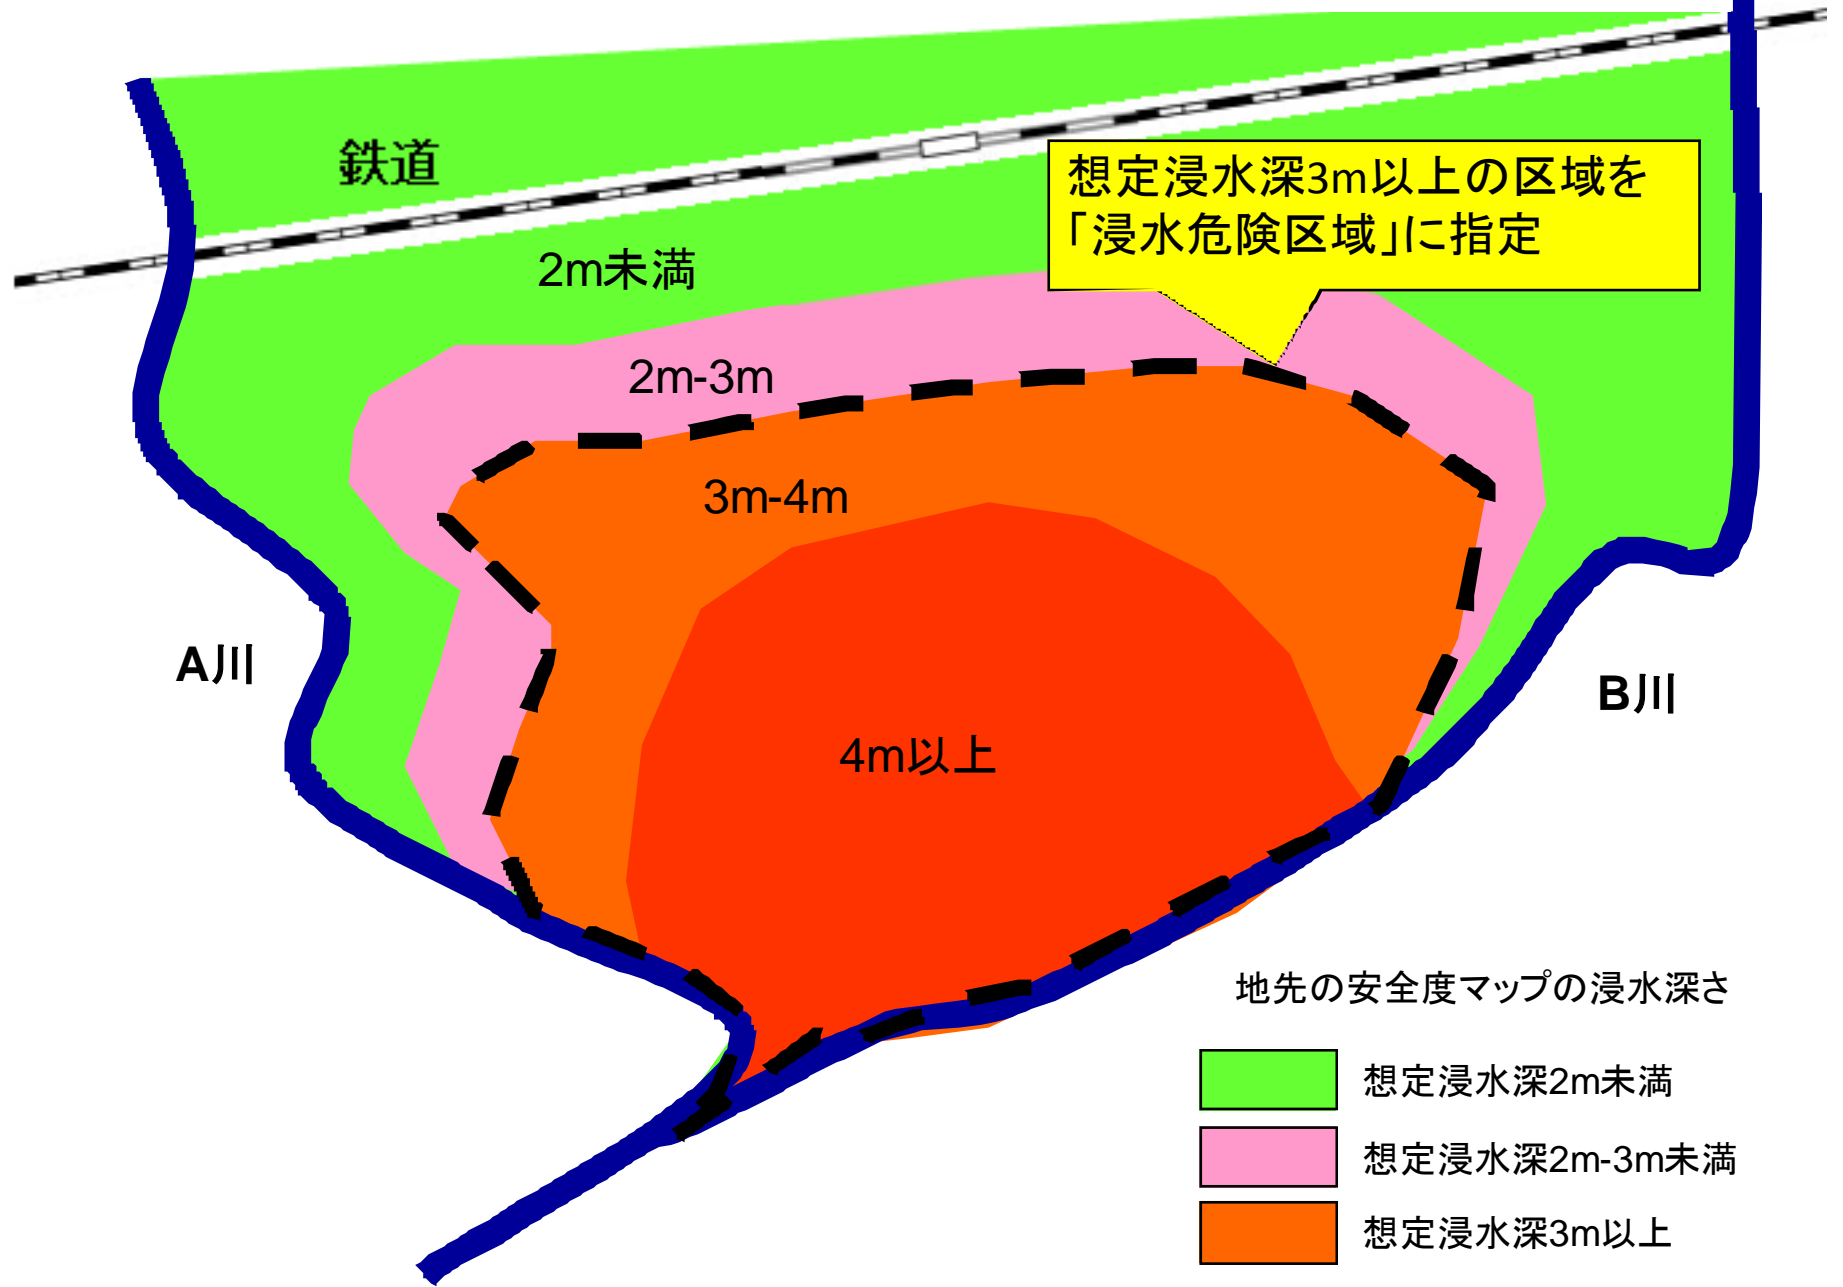 鉄道
想定浸水深3m以上の区域を
「浸水危険区域」に指定
2m未満
2m-3m
3m-4m
A川
B川
4m以上
地先の安全度マップの浸水深さ
想定浸水深2m未満
想定浸水深2m-3m未満
想定浸水深3m以上